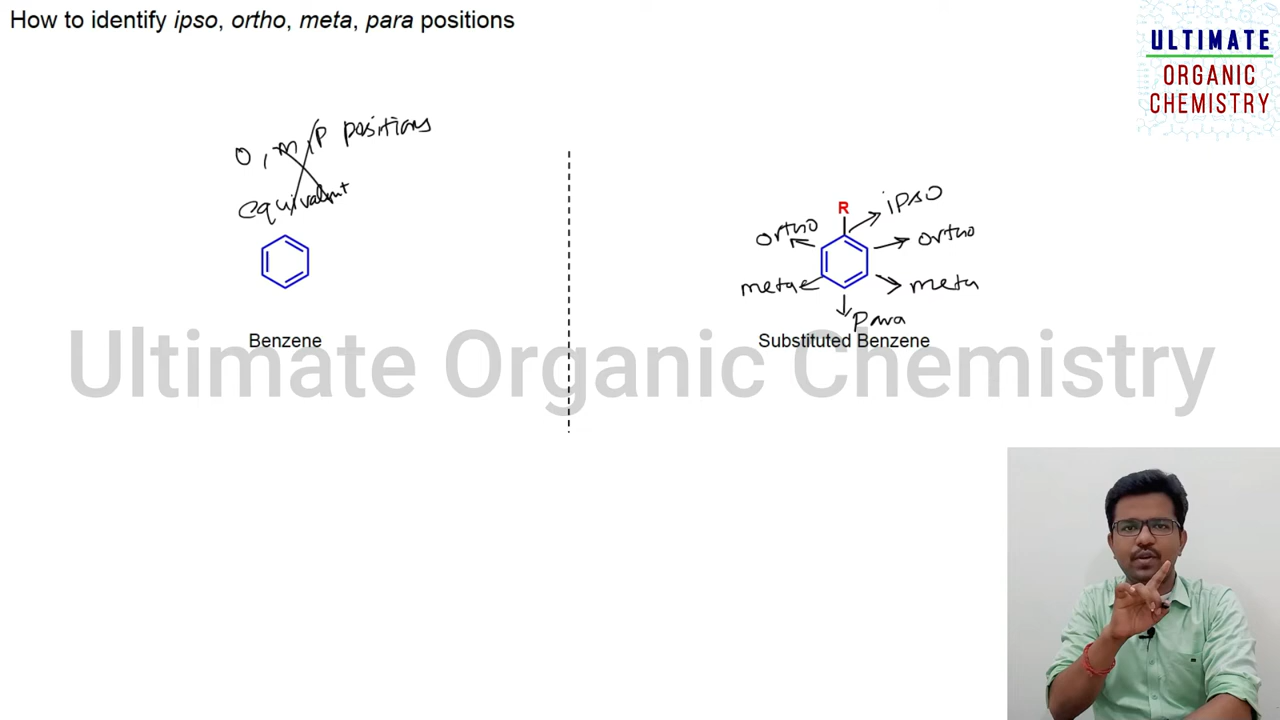 How to identify ipso, ortho, meta, para positions
ULTIMATE
ORGANIC
CHEMISTRY
o, m, p positions
equivalent
Benzene
R
ipso
ortho
ortho
meta
meta
para
Substituted Benzene
Ultimate Organic Chemistry